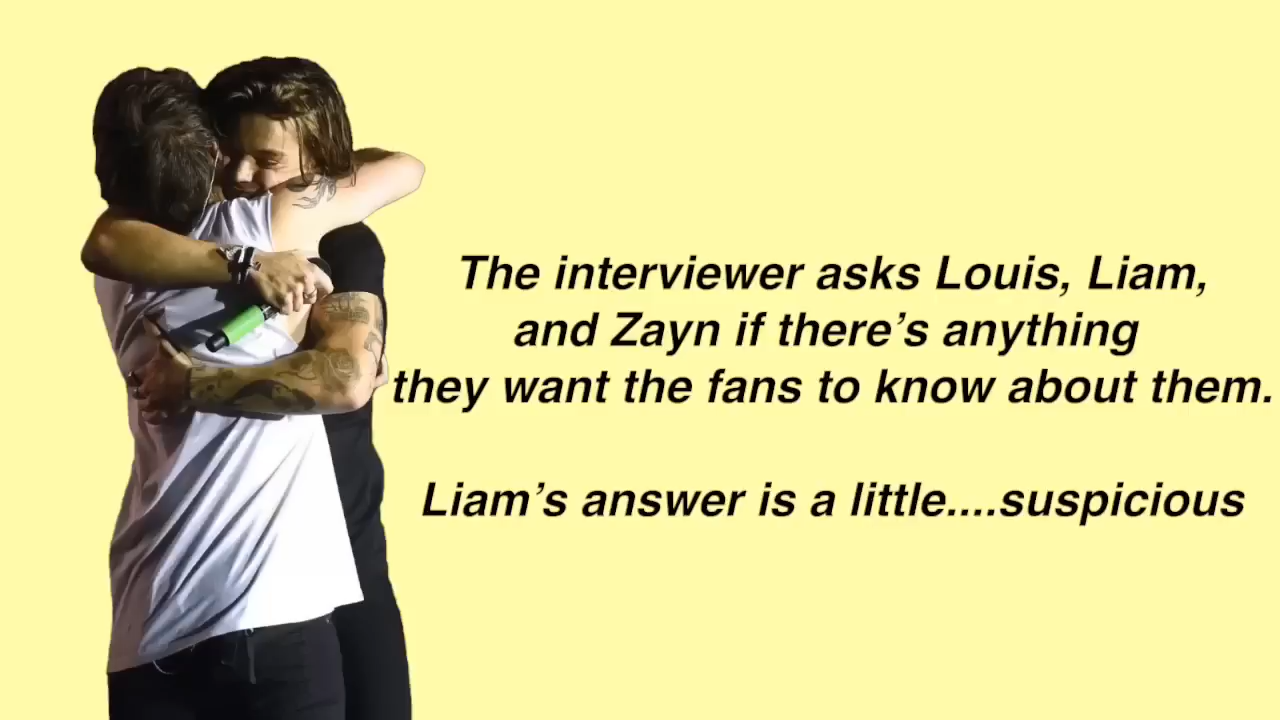 The interviewer asks Louis, Liam,
and Zayn if there’s anything
they want the fans to know about them.
Liam’s answer is a little....suspicious